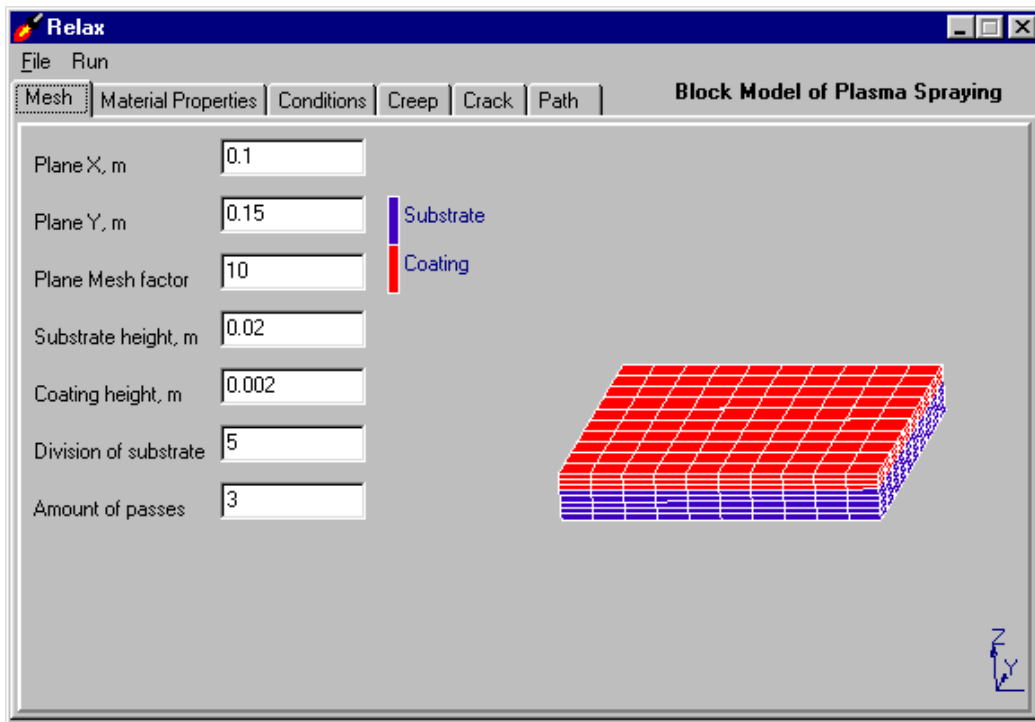 Relax
File Run
Mesh Material Properties Conditions Creep Crack Path Block Model of Plasma Spraying
Plane X, m 0.1
Plane Y, m 0.15 Substrate
Plane Mesh factor 10 Coating
Substrate height, m 0.02
Coating height, m 0.002
Division of substrate 5
Amount of passes 3
Z
Y